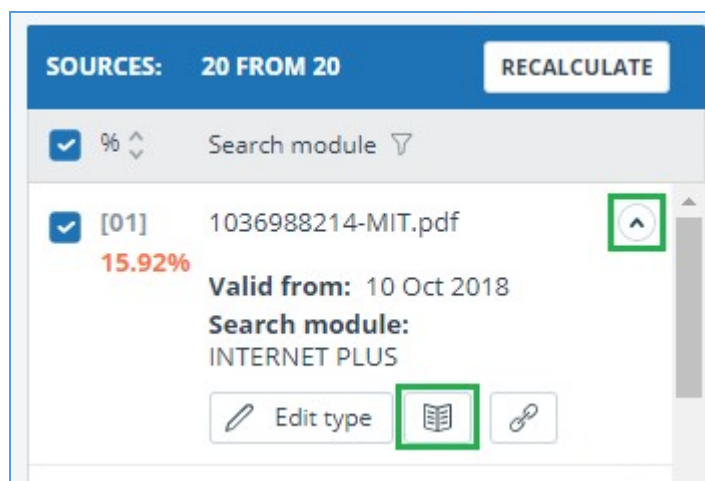 SOURCES: 20 FROM 20 RECALCULATE
% Search module
[01] 1036988214-MIT.pdf
15.92%
Valid from: 10 Oct 2018
Search module:
INTERNET PLUS
Edit type